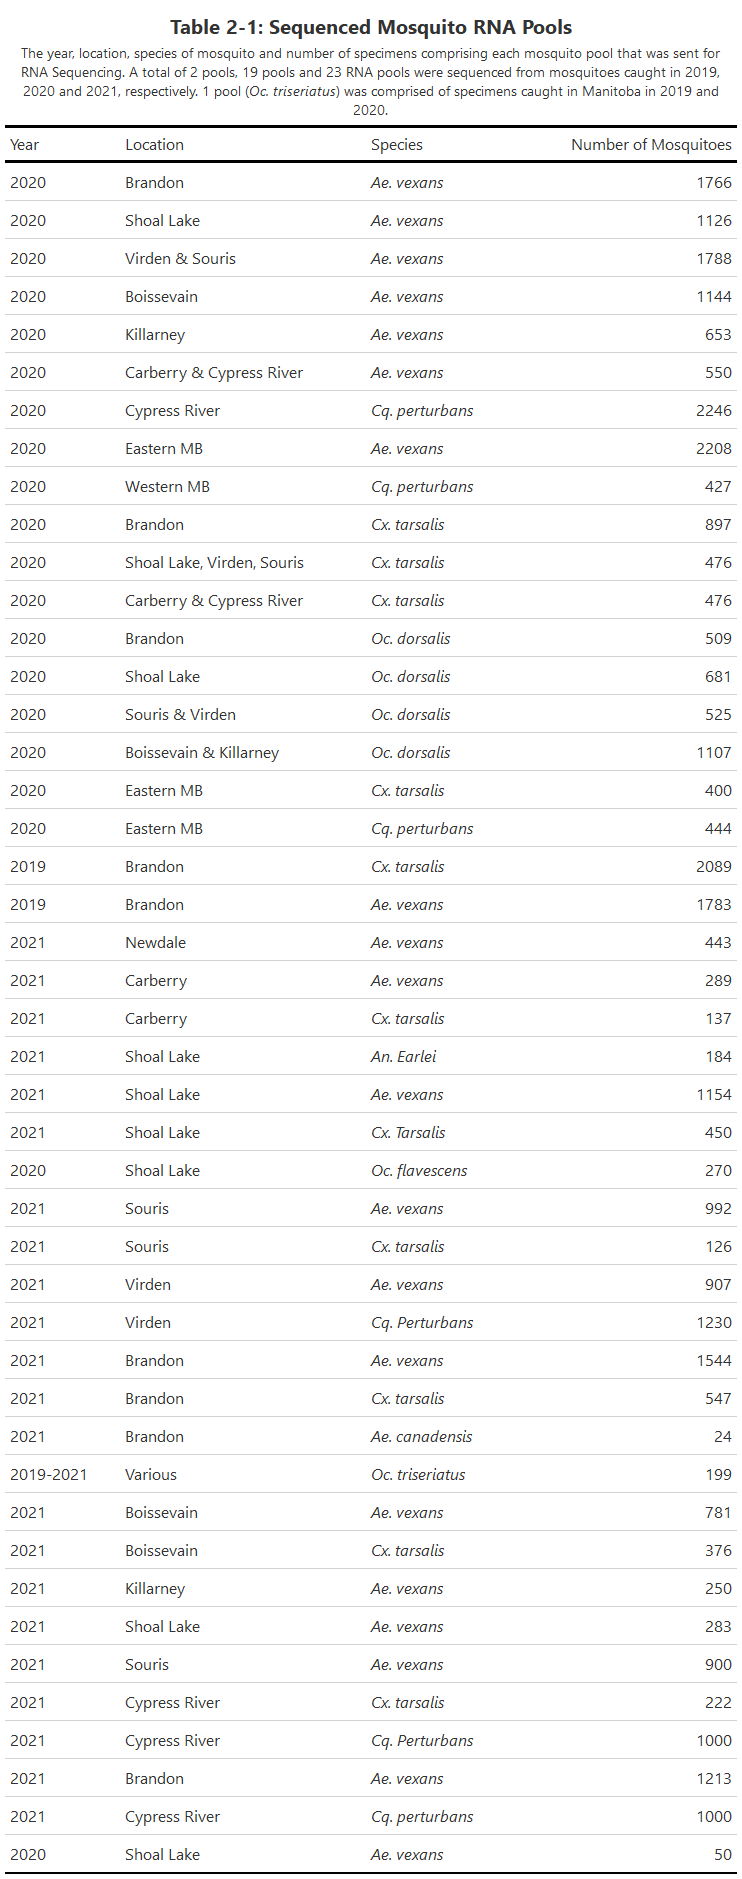 Table 2-1: Sequenced Mosquito RNA Pools
The year, location, species of mosquito and number of specimens comprising each mosquito pool that was sent for
RNA Sequencing. A total of 2 pools, 19 pools and 23 RNA pools were sequenced from mosquitoes caught in 2019,
2020 and 2021, respectively. 1 pool (Oc. triseriatus) was comprised of specimens caught in Manitoba in 2019 and
2020.
Year Location Species Number of Mosquitoes
2020 Brandon Ae. vexans 1766
2020 Shoal Lake Ae. vexans 1126
2020 Virden & Souris Ae. vexans 1788
2020 Boissevain Ae. vexans 1144
2020 Killarney Ae. vexans 653
2020 Carberry & Cypress River Ae. vexans 550
2020 Cypress River Cq. perturbans 2246
2020 Eastern MB Ae. vexans 2208
2020 Western MB Cq. perturbans 427
2020 Brandon Cx. tarsalis 897
2020 Shoal Lake, Virden, Souris Cx. tarsalis 476
2020 Carberry & Cypress River Cx. tarsalis 476
2020 Brandon Oc. dorsalis 509
2020 Shoal Lake Oc. dorsalis 681
2020 Souris & Virden Oc. dorsalis 525
2020 Boissevain & Killarney Oc. dorsalis 1107
2020 Eastern MB Cx. tarsalis 400
2020 Eastern MB Cq. perturbans 444
2019 Brandon Cx. tarsalis 2089
2019 Brandon Ae. vexans 1783
2021 Newdale Ae. vexans 443
2021 Carberry Ae. vexans 289
2021 Carberry Cx. tarsalis 137
2021 Shoal Lake An. Earlei 184
2021 Shoal Lake Ae. vexans 1154
2021 Shoal Lake Cx. Tarsalis 450
2020 Shoal Lake Oc. flavescens 270
2021 Souris Ae. vexans 992
2021 Souris Cx. tarsalis 126
2021 Virden Ae. vexans 907
2021 Virden Cq. Perturbans 1230
2021 Brandon Ae. vexans 1544
2021 Brandon Cx. tarsalis 547
2021 Brandon Ae. canadensis 24
2019-2021 Various Oc. triseriatus 199
2021 Boissevain Ae. vexans 781
2021 Boissevain Cx. tarsalis 376
2021 Killarney Ae. vexans 250
2021 Shoal Lake Ae. vexans 283
2021 Souris Ae. vexans 900
2021 Cypress River Cx. tarsalis 222
2021 Cypress River Cq. Perturbans 1000
2021 Brandon Ae. vexans 1213
2021 Cypress River Cq. perturbans 1000
2020 Shoal Lake Ae. vexans 50